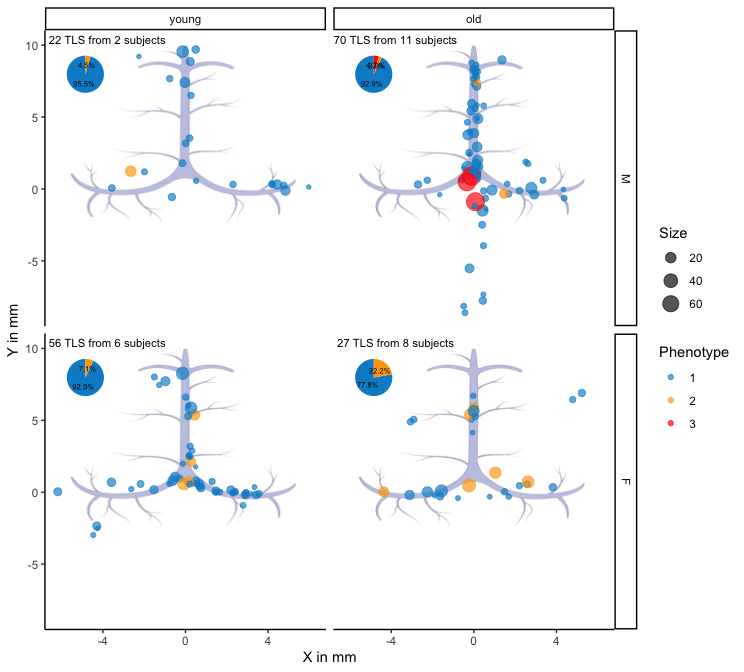 young
old
22 TLS from 2 subjects
70 TLS from 11 subjects
4.5%
95.5%
92.9%
M
10
5
0
-5
56 TLS from 6 subjects
27 TLS from 8 subjects
7.1%
92.9%
22.2%
77.8%
F
10
5
0
-5
-4
0
4
-4
0
4
X in mm
Y in mm
Size
20
40
60
Phenotype
1
2
3